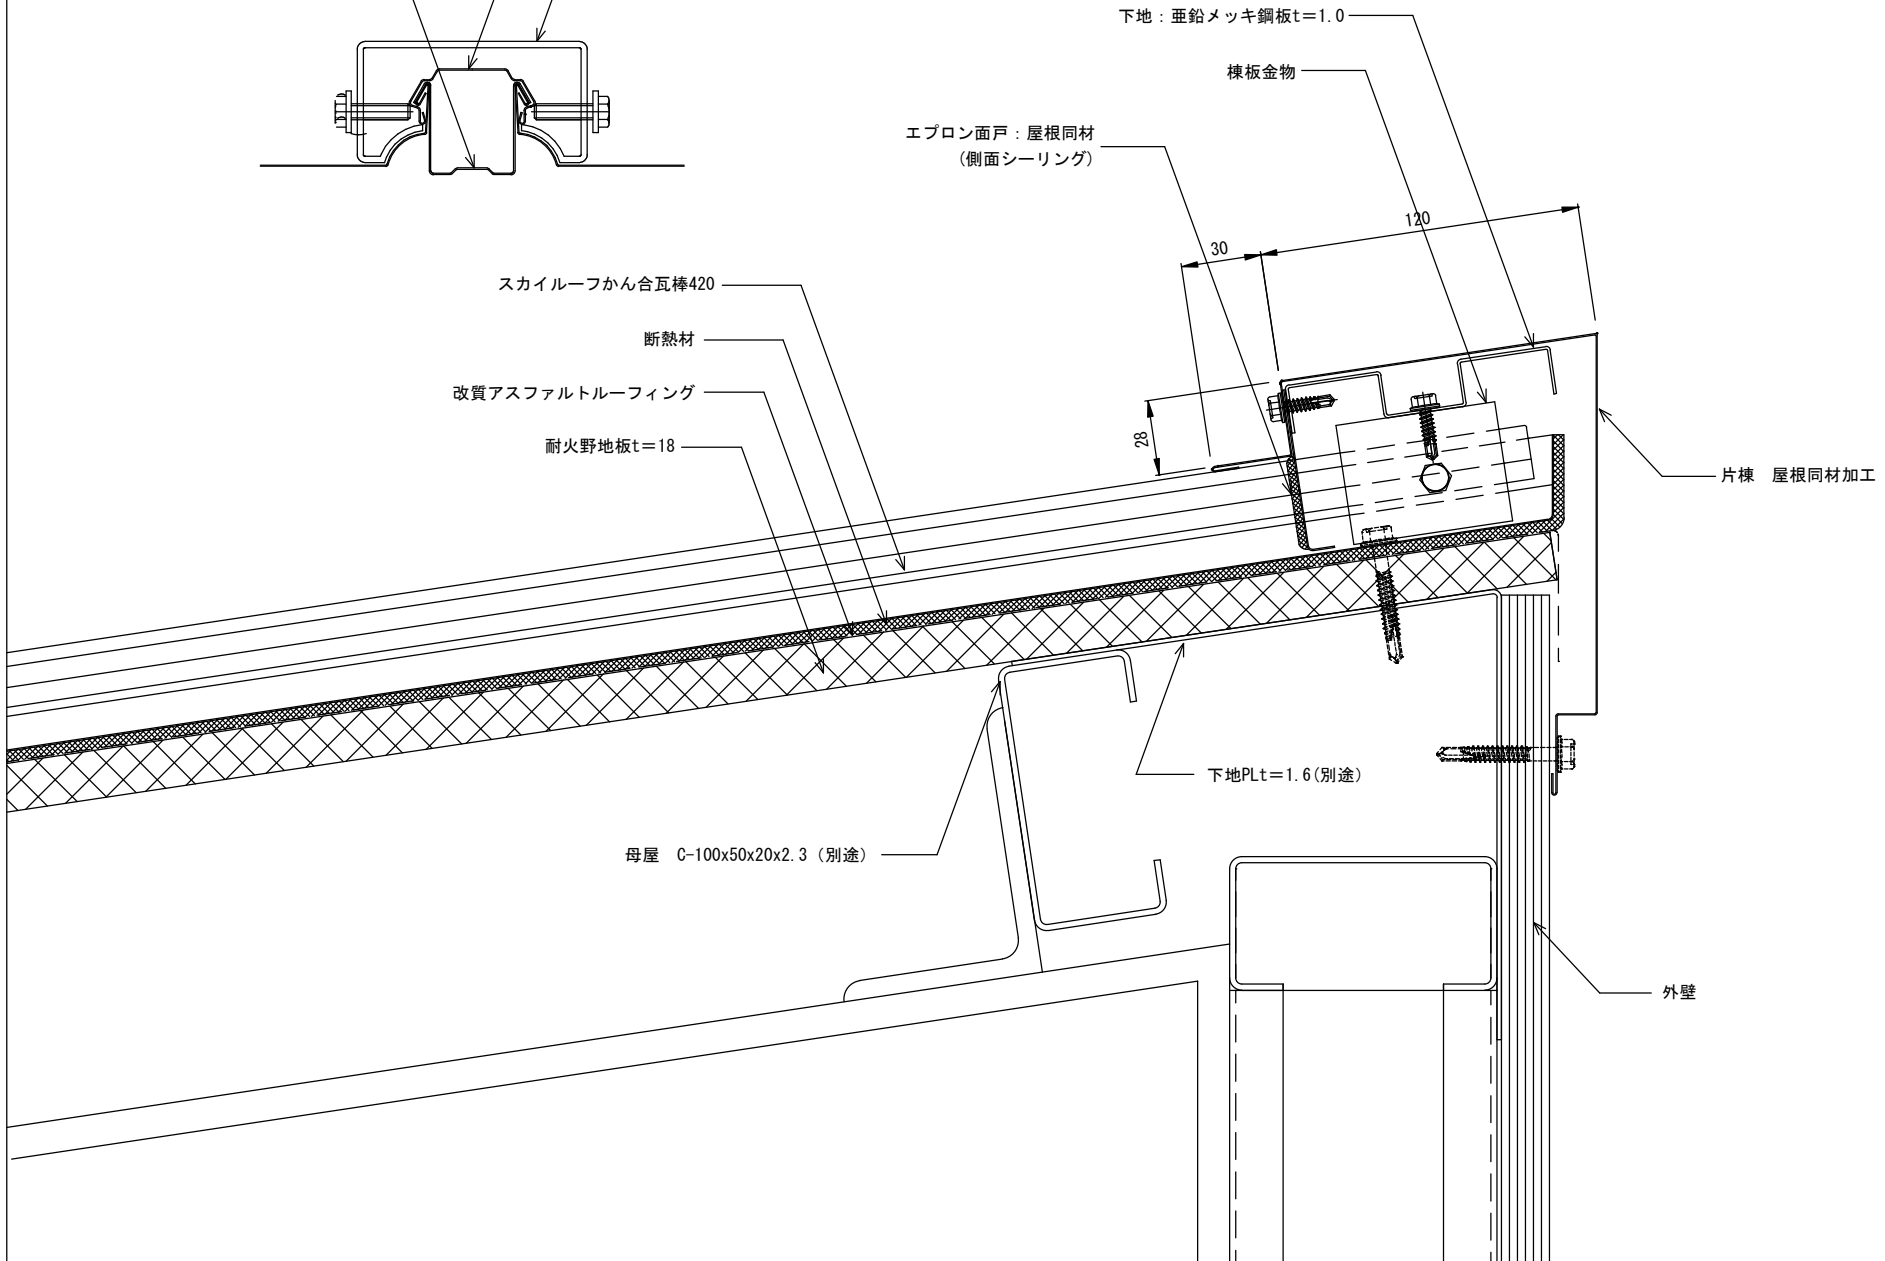 下地：亜鉛メッキ鋼板t＝1.0
棟板金物
エプロン面戸：屋根同材
(側面シーリング)
120
30
スカイルーフかん合瓦棒420
断熱材
改質アスファルトルーフィング
28
耐火野地板t＝18
片棟　屋根同材加工
下地PLt＝1.6(別途)
母屋　C-100x50x20x2.3（別途）
外壁